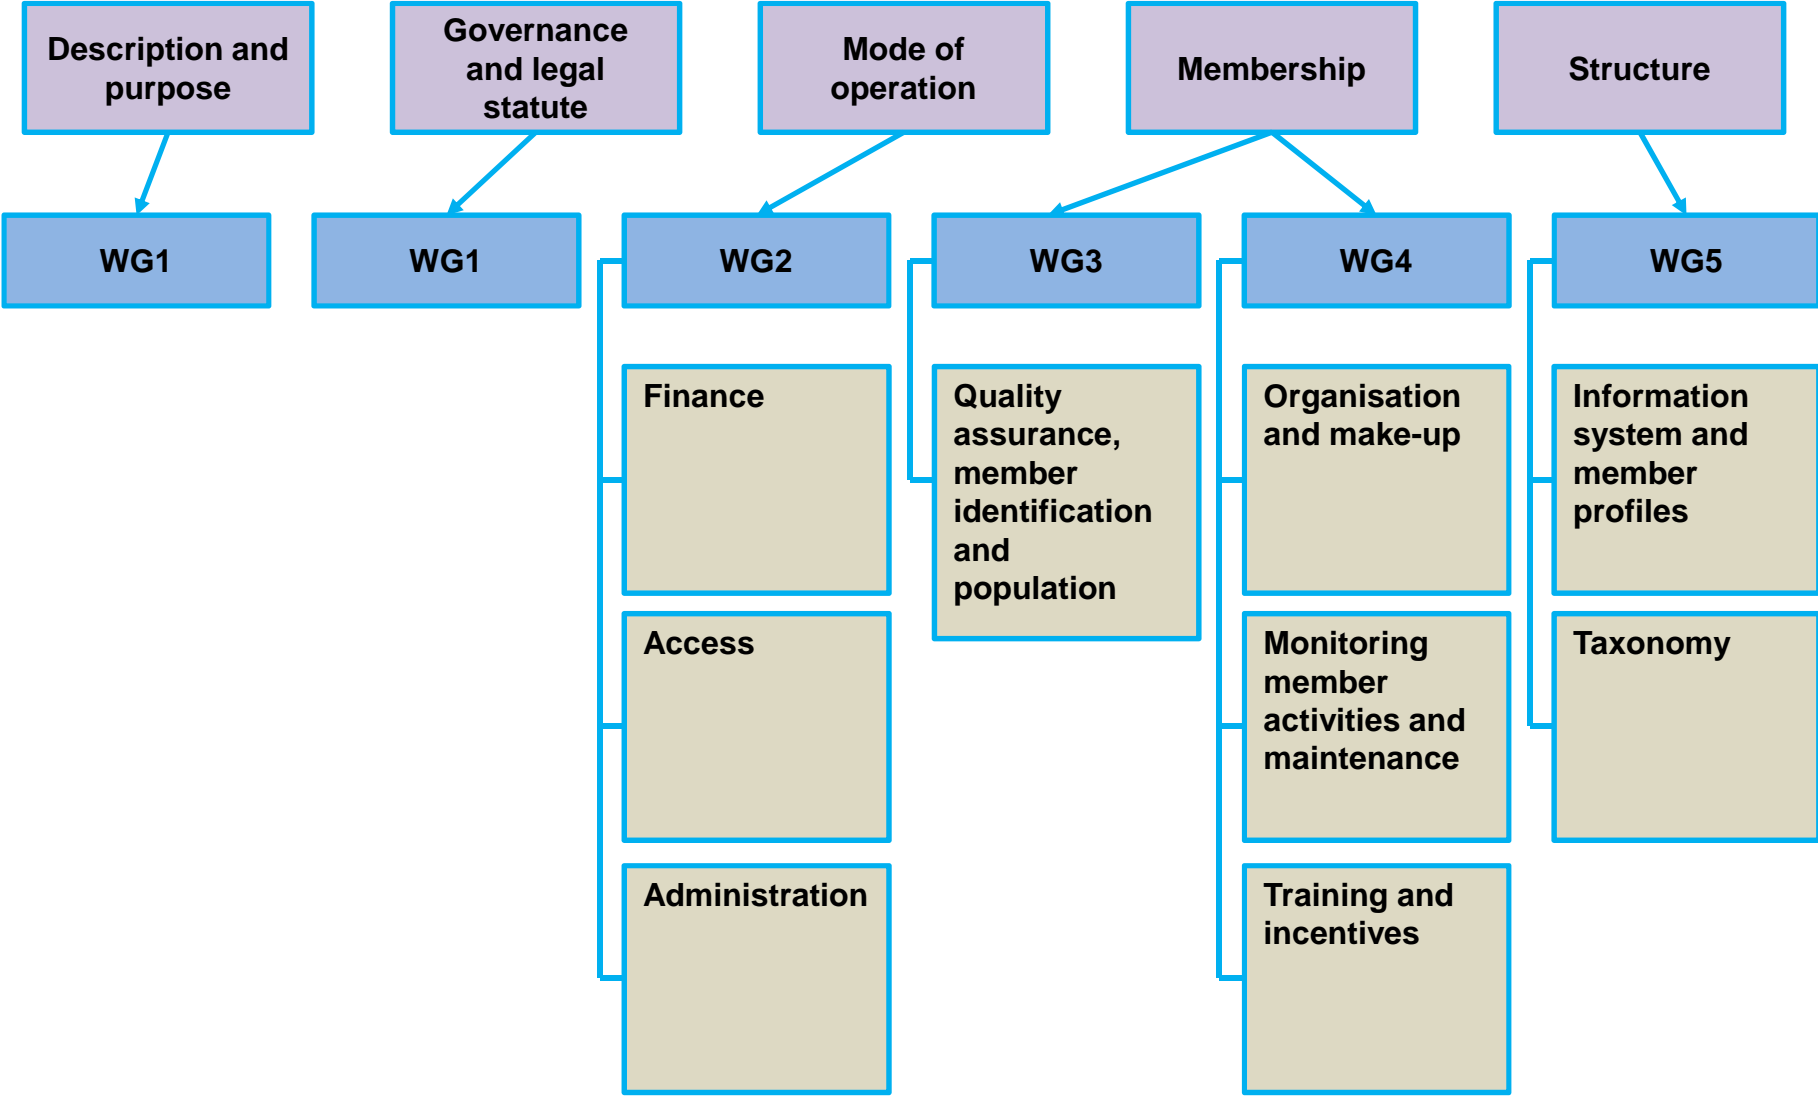 Description and
purpose
Governance
and legal
statute
Mode of
operation
Membership
Structure
WG1
WG1
WG2
WG3
WG4
WG5
Finance
Access
Administration
Quality
assurance,
member
identification
and
population
Organisation
and make-up
Monitoring
member
activities and
maintenance
Training and
incentives
Information
system and
member
profiles
Taxonomy